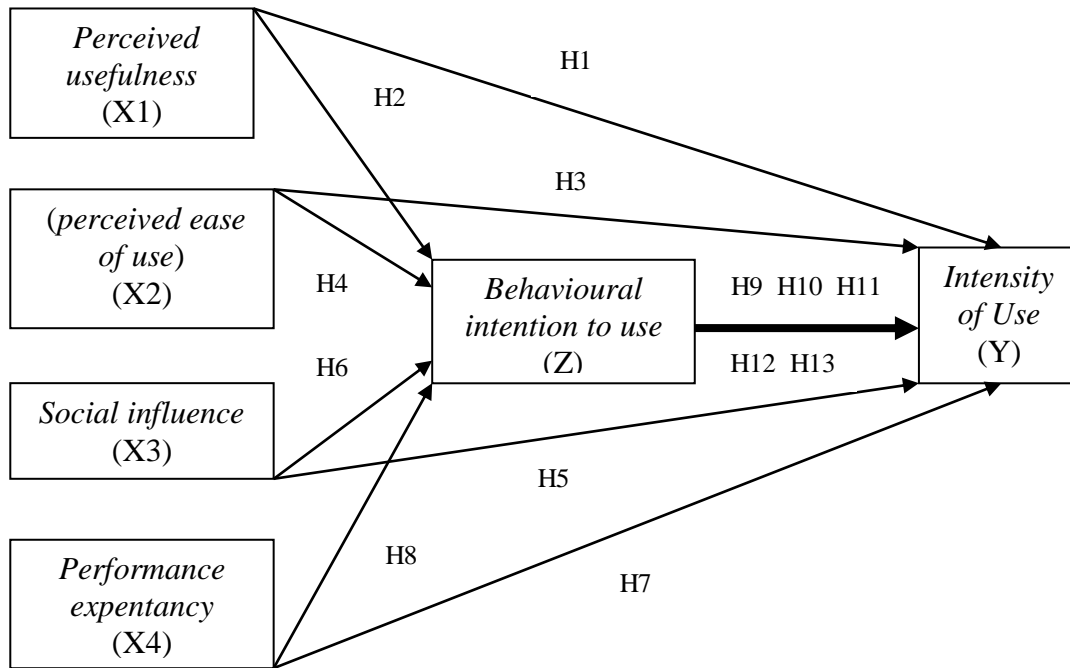 Perceived
usefulness
(X1)
H1
H2
(perceived ease
of use)
(X2)
H3
H4
Behavioural
intention to use
(Z)
H9 H10 H11
H12 H13
Intensity
of Use
(Y)
H6
Social influence
(X3)
H5
Performance
expentancy
(X4)
H8
H7